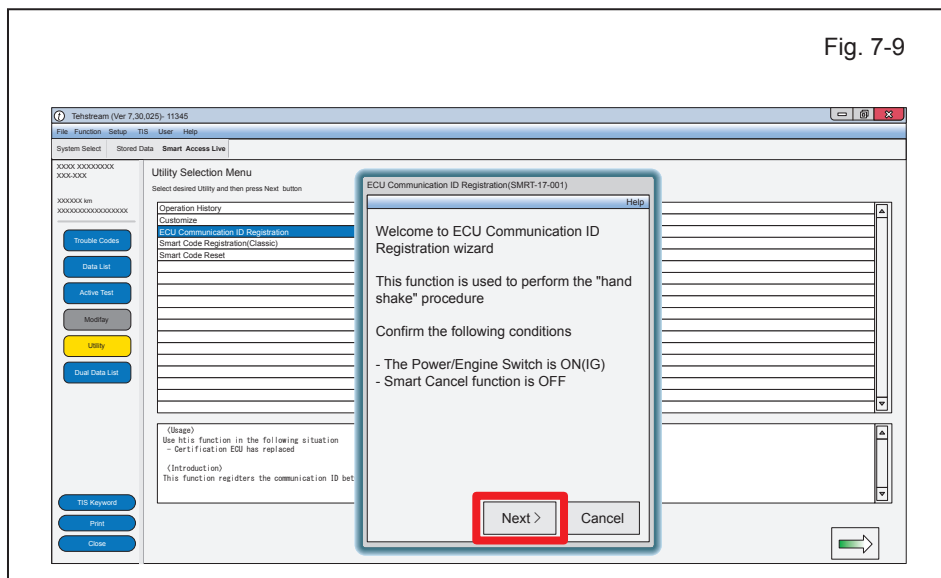 Fig. 7-9
Tehstream (Ver 7,30,025)- 11345
File Function Setup TIS User Help
System Select Stored Data Smart Access Live
XXXX XXXXXXXX
XXX-XXX
XXXXXX km
XXXXXXXXXXXXXXXXX
Trouble Codes
Data List
Active Test
Modifay
Utility
Dual Data List
TIS Keyword
Print
Close
Utility Selection Menu
Select desired Utility and then press Next button
Operation History
Customize
ECU Communication ID Registration
Smart Code Registration(Classic)
Smart Code Reset
(Usage)
Use htis function in the following situation
- Certification ECU has replaced
(Introduction)
This function regidters the communication ID bet
ECU Communication ID Registration(SMRT-17-001)
Help
Welcome to ECU Communication ID
Registration wizard
This function is used to perform the "hand
shake" procedure
Confirm the following conditions
- The Power/Engine Switch is ON(IG)
- Smart Cancel function is OFF
Next >
Cancel